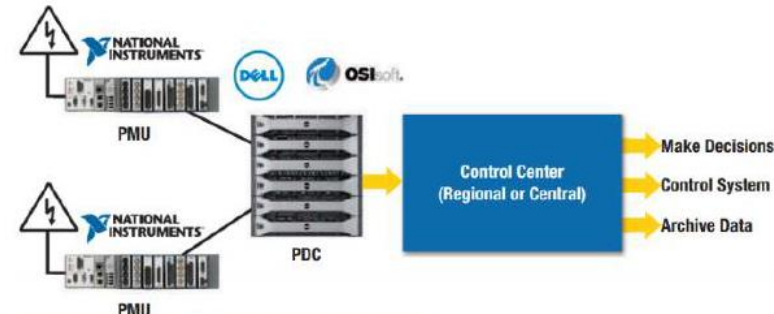 NATIONAL
INSTRUMENTS
PMU
DELL
OSIsoft.
PDC
Control Center
(Regional or Central)
Make Decisions
Control System
Archive Data
NATIONAL
INSTRUMENTS
PMU